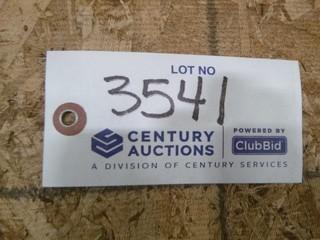 LOT NO
3541
CENTURY AUCTIONS
POWERED BY
ClubBid
A DIVISION OF CENTURY SERVICES